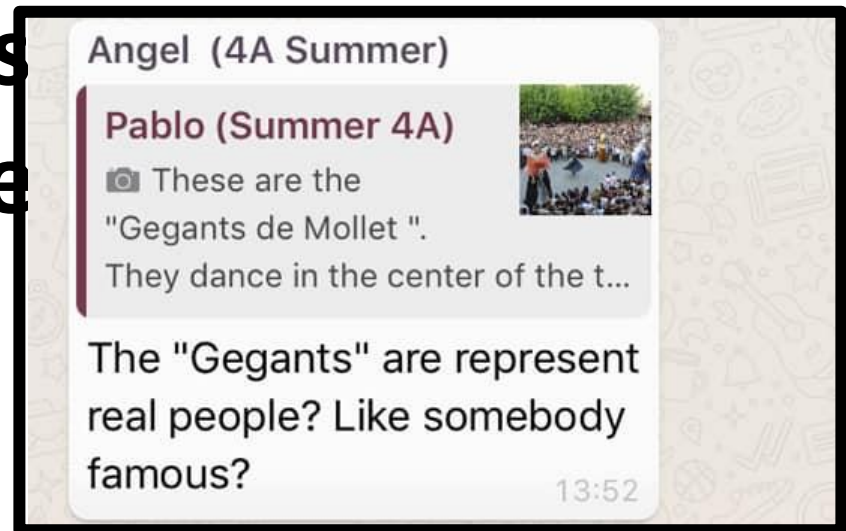 s
e
Angel (4A Summer)
Pablo (Summer 4A)
These are the
"Gegants de Mollet ".
They dance in the center of the t...
The "Gegants" are represent
real people? Like somebody
famous?
13:52